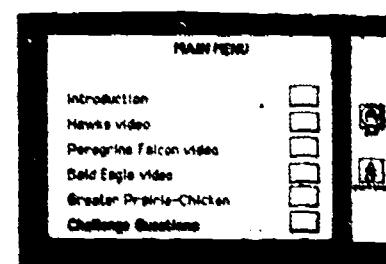 MAIN MENU
Introduction
Hawks video
Peregrine Falcon video
Bald Eagle video
Greater Prairie-Chicken
Challenge Questions